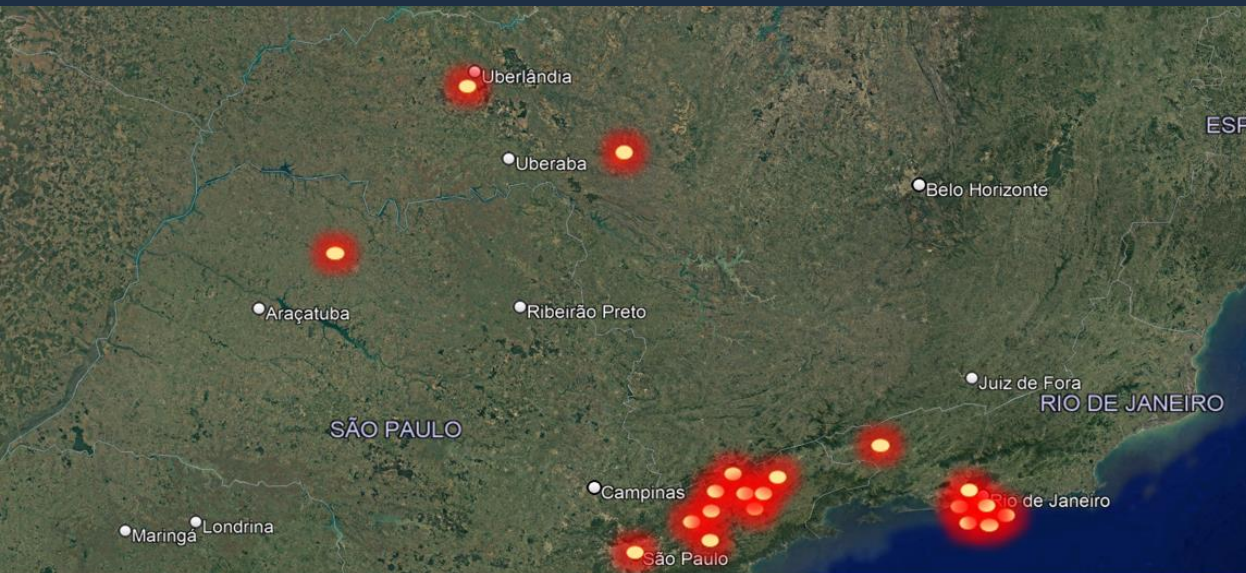 Uberlândia
ESP
Uberaba
Belo Horizonte
Araçatuba
Ribeirão Preto
Juiz de Fora
RIO DE JANEIRO
SÃO PAULO
Campinas
Rio de Janeiro
Londrina
Maringá
São Paulo